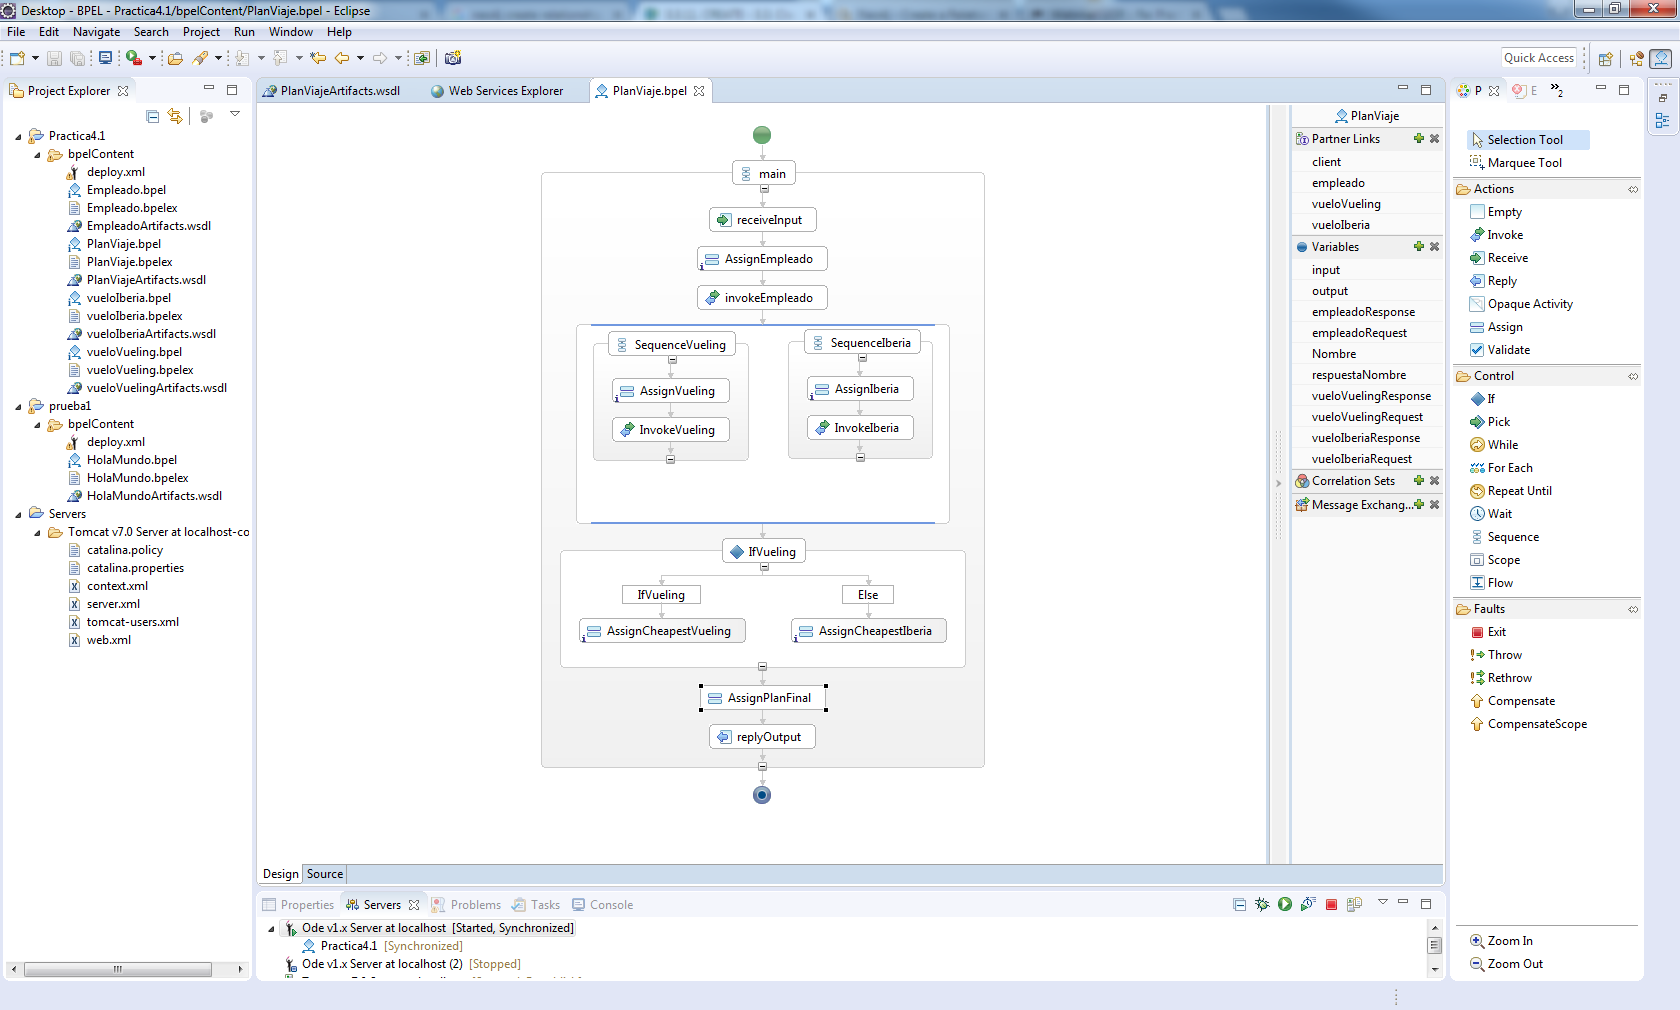 Desktop - BPEL - Practica4.1/bpelContent/PlanViaje.bpel - Eclipse
File Edit Navigate Search Project Run Window Help
Quick Access
Project Explorer
Practica4.1
bpelContent
deploy.xml
Empleado.bpel
Empleado.bpelex
EmpleadoArtifacts.wsdl
PlanViaje.bpel
PlanViaje.bpelex
PlanViajeArtifacts.wsdl
vueloIberia.bpel
vueloIberia.bpelex
vueloIberiaArtifacts.wsdl
vueloVueling.bpel
vueloVueling.bpelex
vueloVuelingArtifacts.wsdl
prueba1
bpelContent
deploy.xml
HolaMundo.bpel
HolaMundo.bpelex
HolaMundoArtifacts.wsdl
Servers
Tomcat v7.0 Server at localhost-co
catalina.policy
catalina.properties
context.xml
server.xml
tomcat-users.xml
web.xml
PlanViajeArtifacts.wsdl Web Services Explorer PlanViaje.bpel
main
receiveInput
AssignEmpleado
invokeEmpleado
SequenceVueling SequenceIberia
AssignVueling AssignIberia
InvokeVueling InvokeIberia
IfVueling
IfVueling Else
AssignCheapestVueling AssignCheapestIberia
AssignPlanFinal
replyOutput
Design Source
PlanViaje
Partner Links
client
empleado
vueloVueling
vueloIberia
Variables
input
output
empleadoResponse
empleadoRequest
Nombre
respuestaNombre
vueloVuelingResponse
vueloVuelingRequest
vueloIberiaResponse
vueloIberiaRequest
Correlation Sets
Message Exchang...
P E »2
Selection Tool
Marquee Tool
Actions
Empty
Invoke
Receive
Reply
Opaque Activity
Assign
Validate
Control
If
Pick
While
For Each
Repeat Until
Wait
Sequence
Scope
Flow
Faults
Exit
Throw
Rethrow
Compensate
CompensateScope
Zoom In
Zoom Out
Properties Servers Problems Tasks Console
Ode v1.x Server at localhost [Started, Synchronized]
Practica4.1 [Synchronized]
Ode v1.x Server at localhost (2) [Stopped]